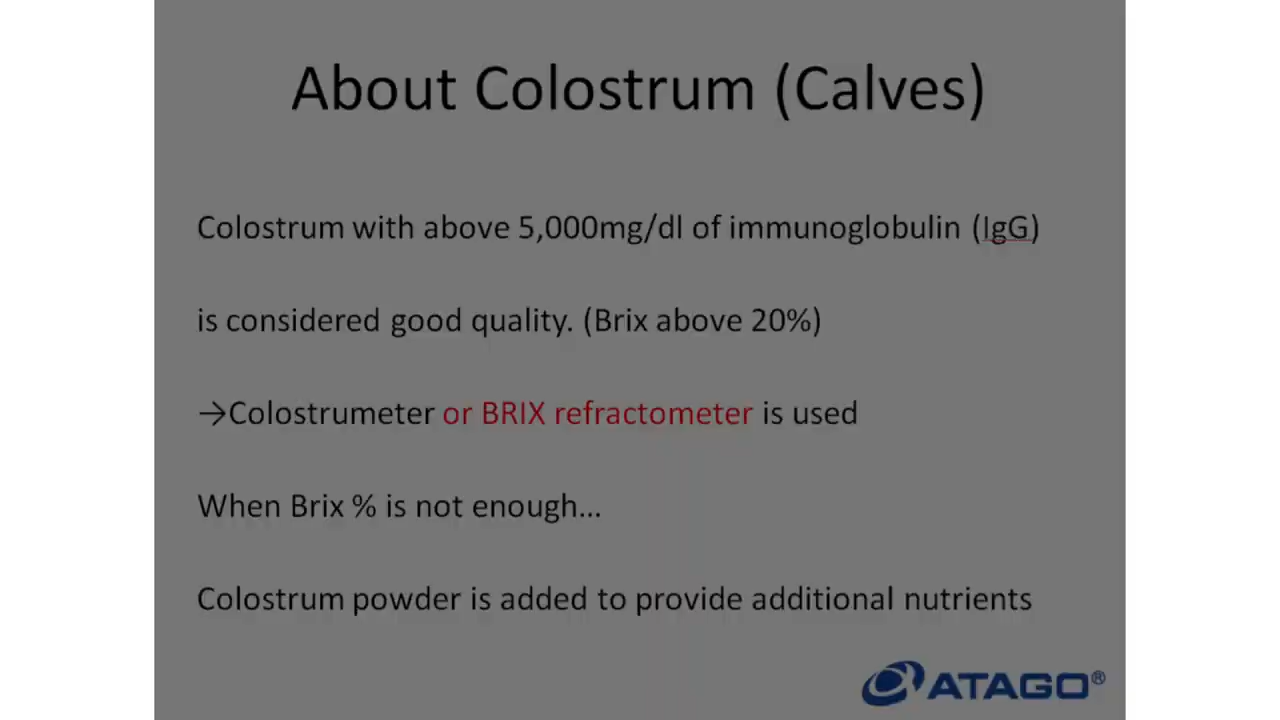 About Colostrum (Calves)
Colostrum with above 5,000mg/dl of immunoglobulin (IgG)
is considered good quality. (Brix above 20%)
→Colostrumeter or BRIX refractometer is used
When Brix % is not enough...
Colostrum powder is added to provide additional nutrients
ATAGO®